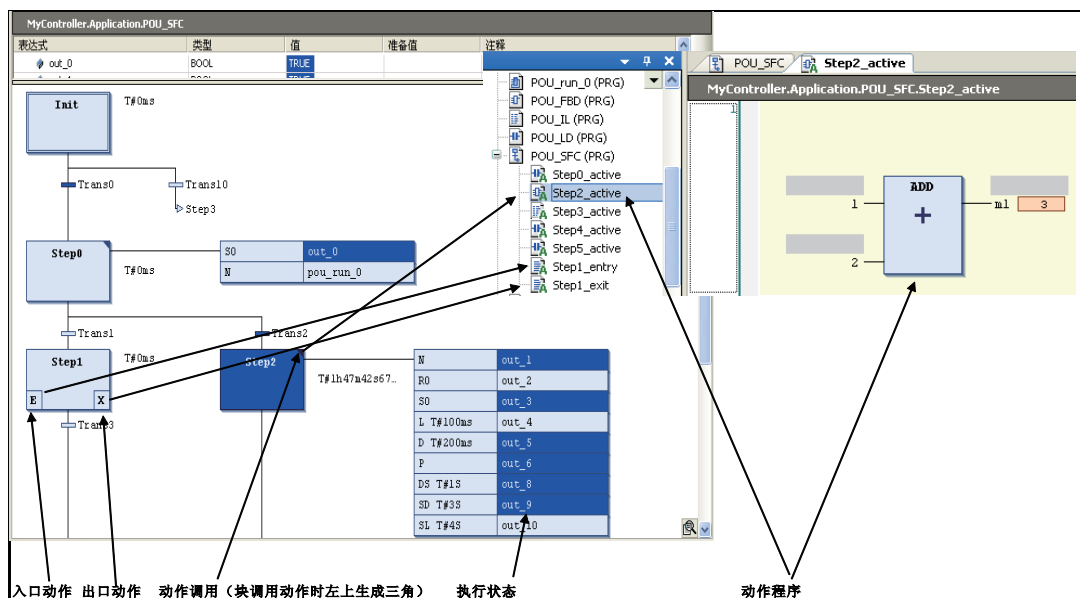 MyController.Application.POU_SFC
表达式 类型 值 准备值 注释
out_0 BOOL TRUE
Init T#0ms
Trans0 Trans10
Step3
Step0 T#0ms
S0 out_0
N pou_run_0
Trans1 Trans2
Step1 T#0ms
E X
Trans3
Step2 T#1h47m42s67...
N out_1
R0 out_2
S0 out_3
L T#100ms out_4
D T#200ms out_5
P out_6
DS T#1S out_8
SD T#3S out_9
SL T#4S out_10
POU_run_0 (PRG)
POU_FBD (PRG)
POU_IL (PRG)
POU_LD (PRG)
POU_SFC (PRG)
Step0_active
Step2_active
Step3_active
Step4_active
Step5_active
Step1_entry
Step1_exit
POU_SFC Step2_active
MyController.Application.POU_SFC.Step2_active
1
ADD
+
1
2
m1 3
入口动作 出口动作 动作调用（块调用动作时左上生成三角） 执行状态 动作程序